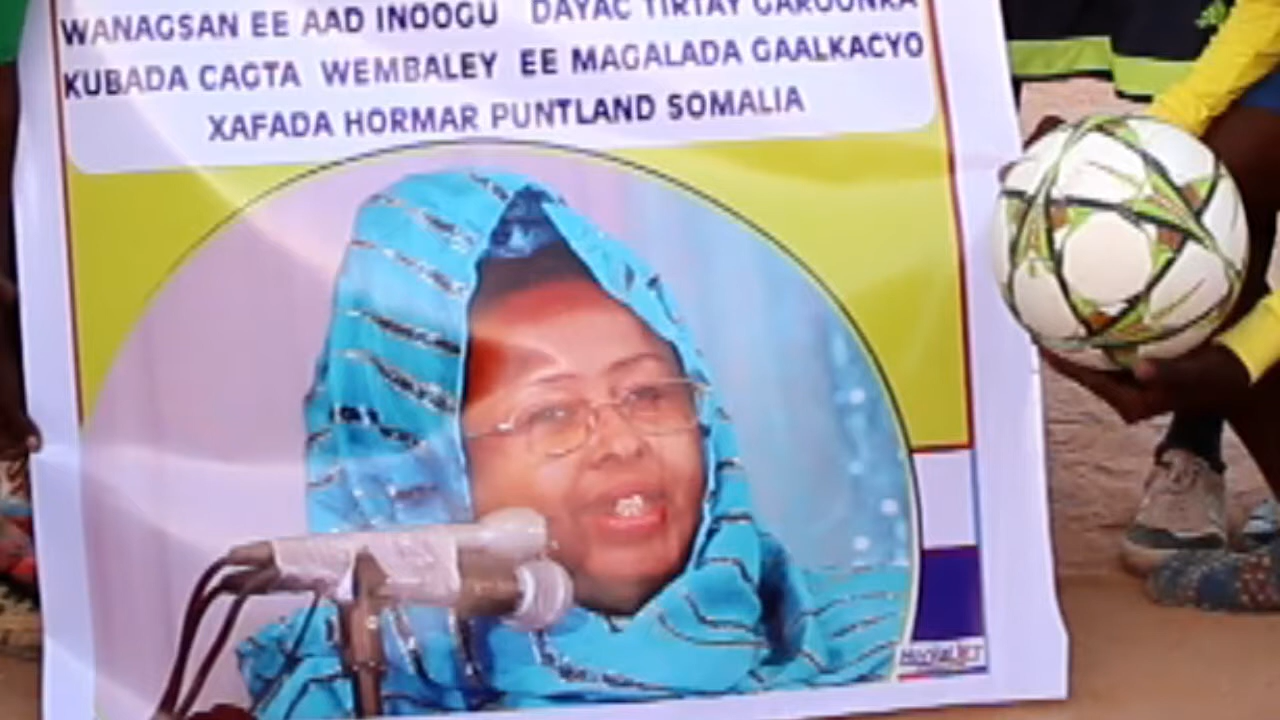 WANAGSAN EE AAD INOOGU DAYAC TIRTAY GAROONKA
KUBADA CAGTA WEMBALEY EE MAGALADA GAALKACYO
XAFADA HORMAR PUNTLAND SOMALIA